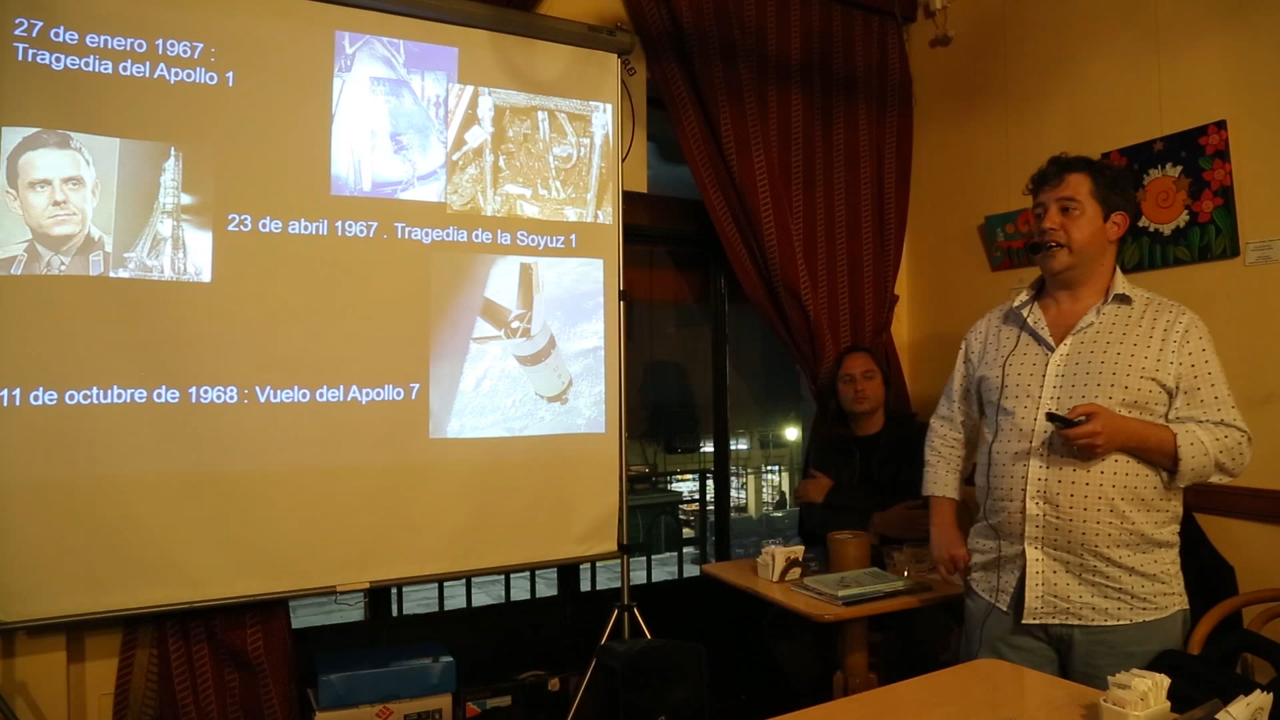 27 de enero 1967 :
Tragedia del Apollo 1
23 de abril 1967 . Tragedia de la Soyuz 1
11 de octubre de 1968 : Vuelo del Apollo 7